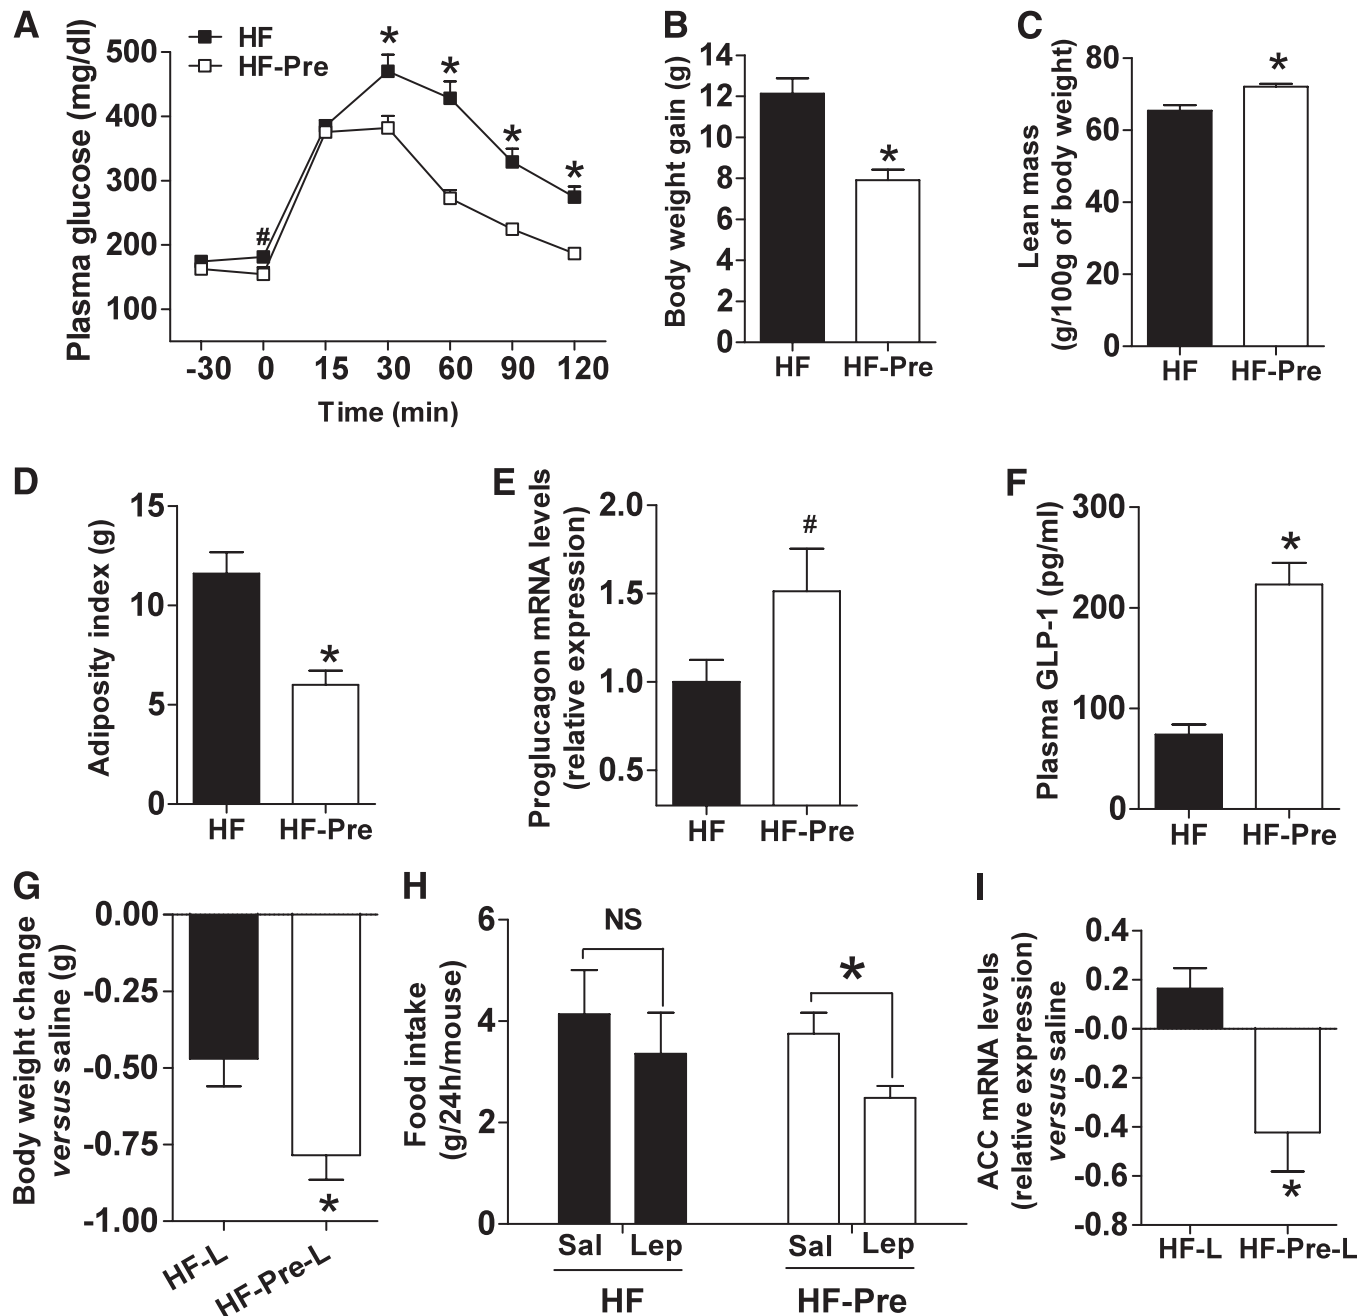 A
Plasma glucose (mg/dl)
HF
HF-Pre
500
400
300
200
100
*
*
*
*
#
-30 0 15 30 60 90 120
Time (min)
B
Body weight gain (g)
14
12
10
8
6
4
2
0
*
HF HF-Pre
C
Lean mass
(g/100g of body weight)
80
60
40
20
0
*
HF HF-Pre
D
Adiposity index (g)
15
10
5
0
*
HF HF-Pre
E
Proglucagon mRNA levels
(relative expression)
2.0
1.5
1.0
0.5
#
HF HF-Pre
F
Plasma GLP-1 (pg/ml)
300
200
100
0
*
HF HF-Pre
G
Body weight change
versus saline (g)
0.00
-0.25
-0.50
-0.75
-1.00
*
HF-L
HF-Pre-L
H
Food intake
(g/24h/mouse)
6
4
2
0
NS
*
Sal Lep Sal Lep
HF HF-Pre
I
ACC mRNA levels
(relative expression)
versus saline
0.4
0.2
-0.0
-0.2
-0.4
-0.6
-0.8
*
HF-L HF-Pre-L